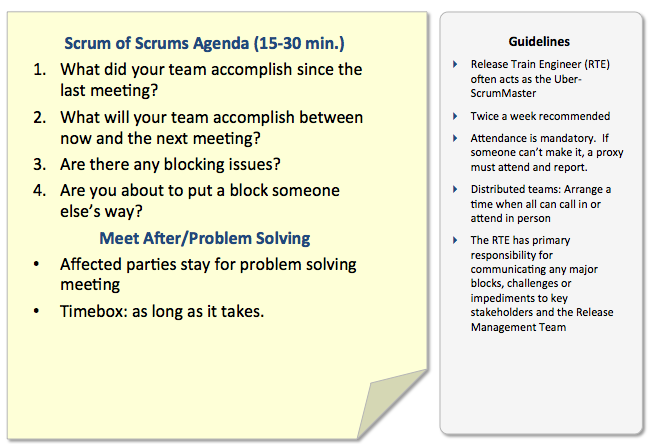 Scrum of Scrums Agenda (15-30 min.)
1. What did your team accomplish since the
last meeting?
2. What will your team accomplish between
now and the next meeting?
3. Are there any blocking issues?
4. Are you about to put a block someone
else's way?
Meet After/Problem Solving
• Affected parties stay for problem solving
meeting
• Timebox: as long as it takes.
Guidelines
Release Train Engineer (RTE)
often acts as the Uber-
ScrumMaster
Twice a week recommended
Attendance is mandatory. If
someone can't make it, a proxy
must attend and report.
Distributed teams: Arrange a
time when all can call in or
attend in person
The RTE has primary
responsibility for
communicating any major
blocks, challenges or
impediments to key
stakeholders and the Release
Management Team